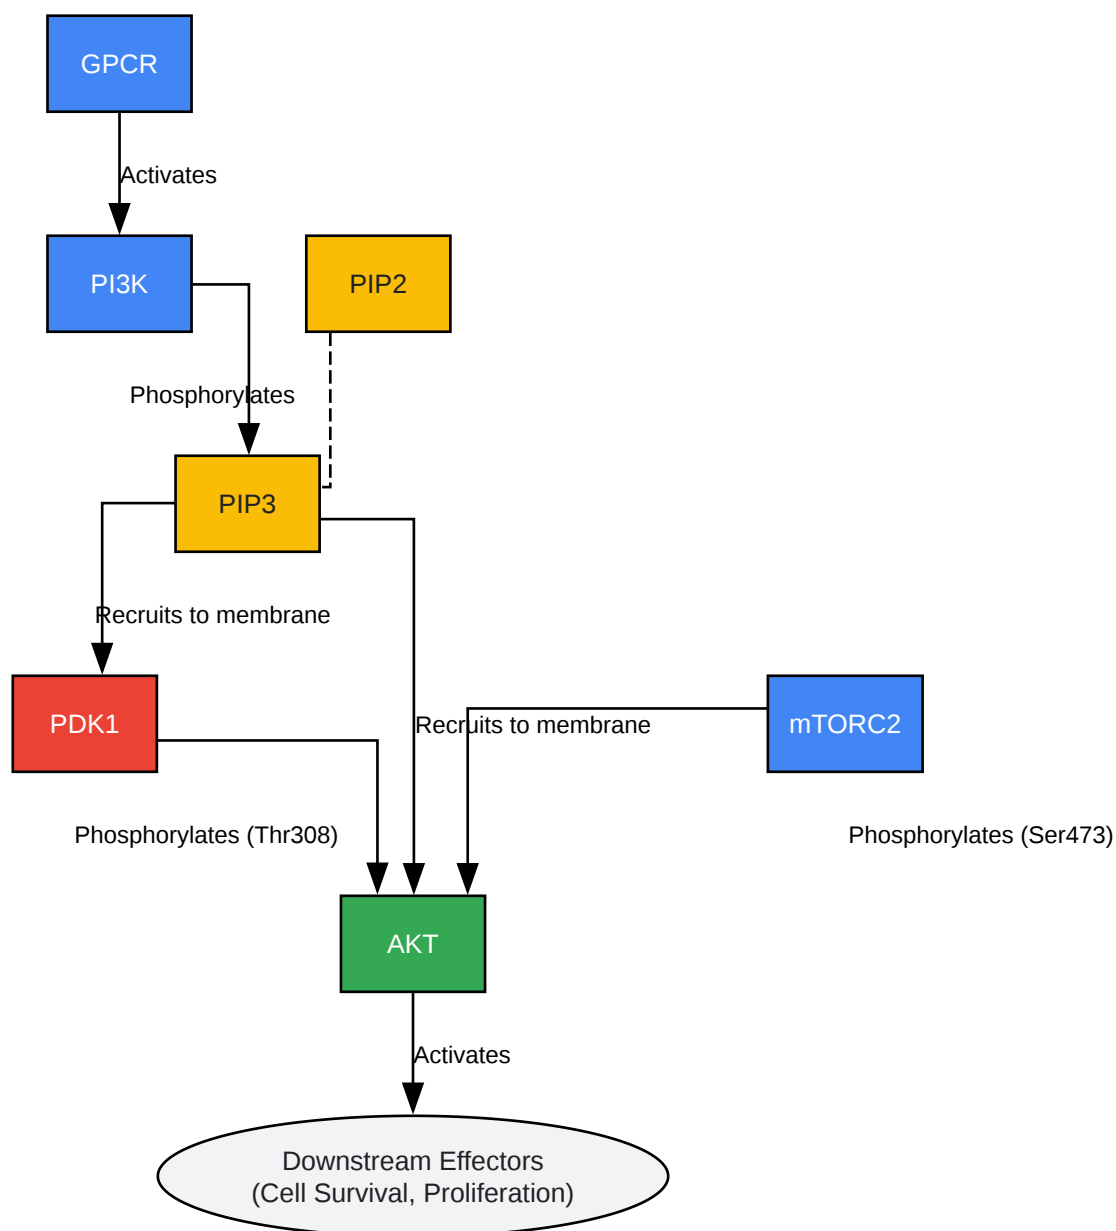 GPCR
Activates
PI3K
PIP2
Phosphorylates
PIP3
Recruits to membrane
PDK1
Recruits to membrane
mTORC2
Phosphorylates (Thr308)
Phosphorylates (Ser473)
AKT
Activates
Downstream Effectors
(Cell Survival, Proliferation)